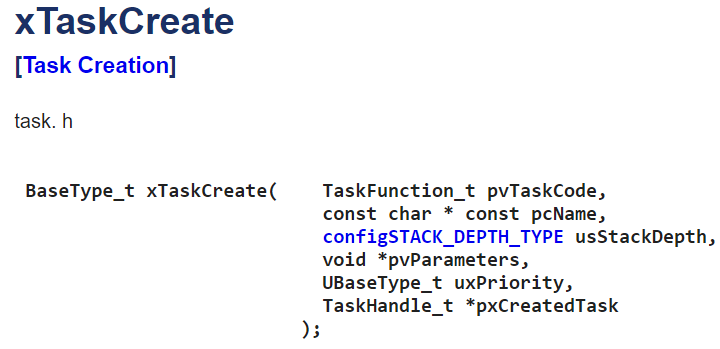 xTaskCreate
[Task Creation]
task. h
BaseType_t xTaskCreate( TaskFunction_t pvTaskCode,
const char * const pcName,
configSTACK_DEPTH_TYPE usStackDepth,
void *pvParameters,
UBaseType_t uxPriority,
TaskHandle_t *pxCreatedTask
);